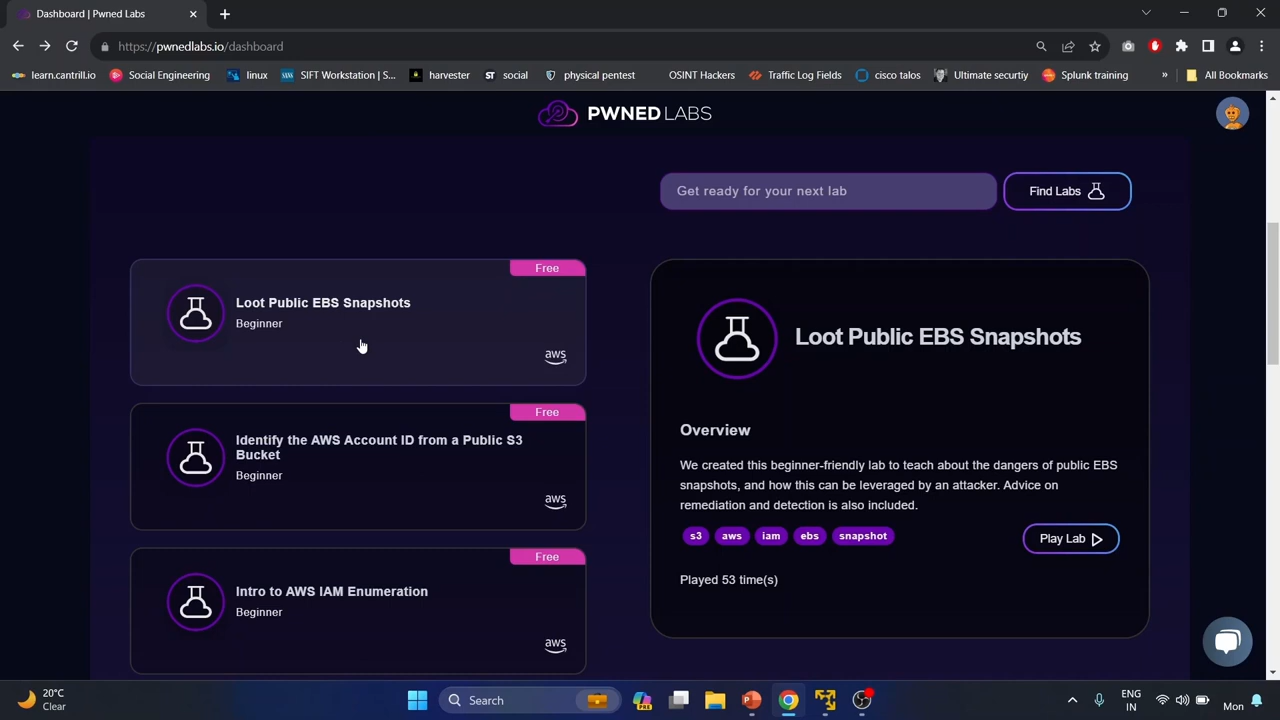 Dashboard | Pwned Labs
https://pwnedlabs.io/dashboard
learn.cantrill.io
Social Engineering
linux
SIFT Workstation | S...
harvester
social
physical pentest
OSINT Hackers
Traffic Log Fields
cisco talos
Ultimate securtiy
Splunk training
»
All Bookmarks
PWNED LABS
Get ready for your next lab
Find Labs
Free
Loot Public EBS Snapshots
Beginner
aws
Free
Identify the AWS Account ID from a Public S3
Bucket
Beginner
aws
Free
Intro to AWS IAM Enumeration
Beginner
aws
Loot Public EBS Snapshots
Overview
We created this beginner-friendly lab to teach about the dangers of public EBS
snapshots, and how this can be leveraged by an attacker. Advice on
remediation and detection is also included.
s3 aws iam ebs snapshot
Play Lab
Played 53 time(s)
20°C
Clear
Search
PRE
ENG
IN
Mon